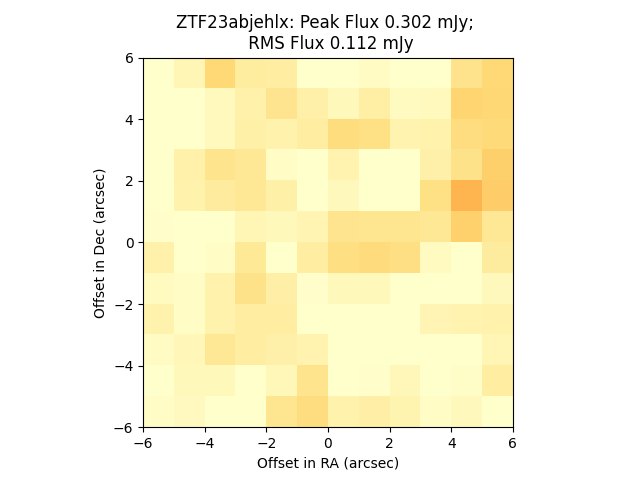 ZTF23abjehlx: Peak Flux 0.302 mJy;
RMS Flux 0.112 mJy
6
4
2
0
−2
−4
−6
Offset in Dec (arcsec)
−6 −4 −2 0 2 4 6
Offset in RA (arcsec)